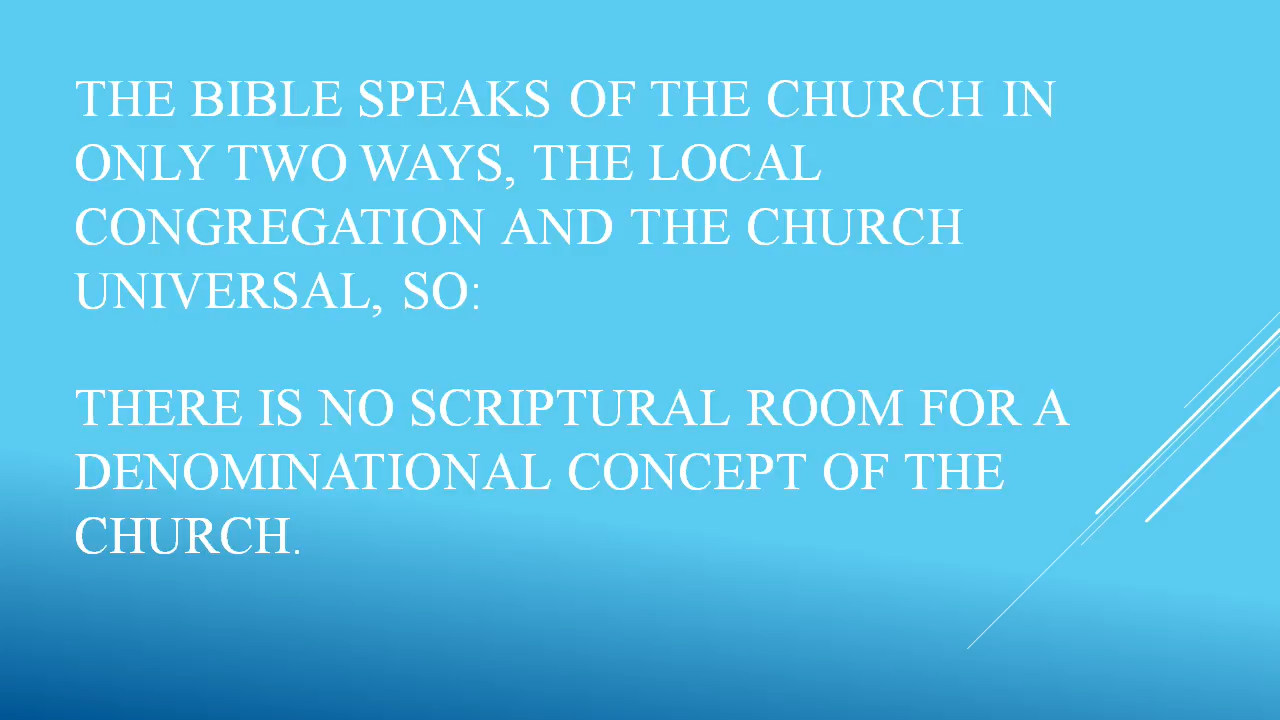 THE BIBLE SPEAKS OF THE CHURCH IN
ONLY TWO WAYS, THE LOCAL
CONGREGATION AND THE CHURCH
UNIVERSAL, SO:
THERE IS NO SCRIPTURAL ROOM FOR A
DENOMINATIONAL CONCEPT OF THE
CHURCH.